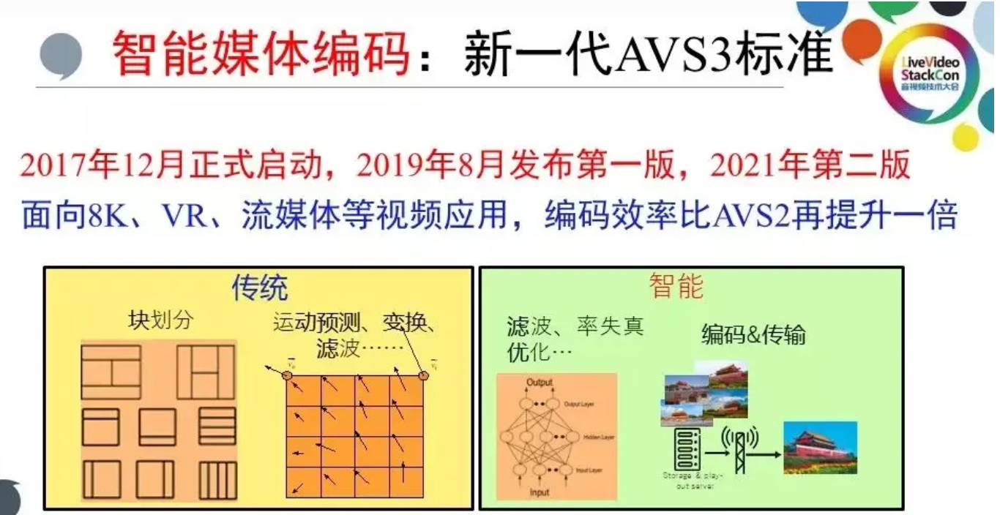 智能媒体编码：新一代AVS3标准
LiveVideo
StackCon
音视频技术大会
2017年12月正式启动，2019年8月发布第一版，2021年第二版
面向8K、VR、流媒体等视频应用，编码效率比AVS2再提升一倍
传统
块划分
运动预测、变换、
滤波……
智能
滤波、率失真
优化…
Output
Output Layer
Hidden Layer
Input Layer
Input
编码&传输
Storage & play-
out server